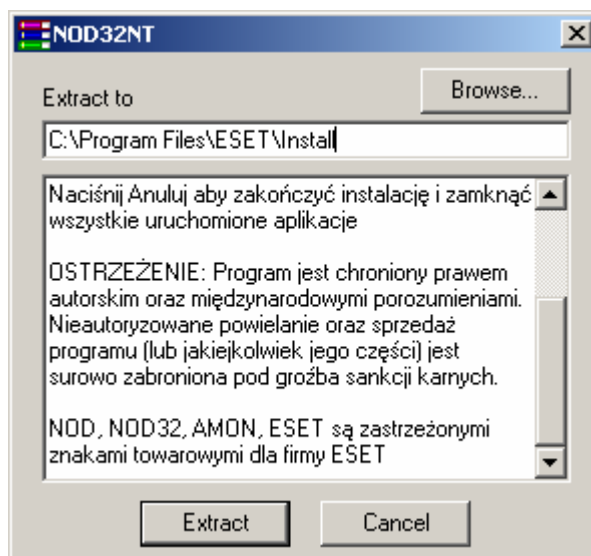 NOD32NT
Browse...
Extract to
C:\Program Files\ESET\Install
Naciśnij Anuluj aby zakończyć instalację i zamknąć
wszystkie uruchomione aplikacje
OSTRZEŻENIE: Program jest chroniony prawem
autorskim oraz międzynarodowymi porozumieniami.
Nieautoryzowane powielanie oraz sprzedaż
programu (lub jakiejkolwiek jego części) jest
surowo zabroniona pod groźba sankcji karnych.
NOD, NOD32, AMON, ESET są zastrzeżonymi
znakami towarowymi dla firmy ESET
Extract
Cancel